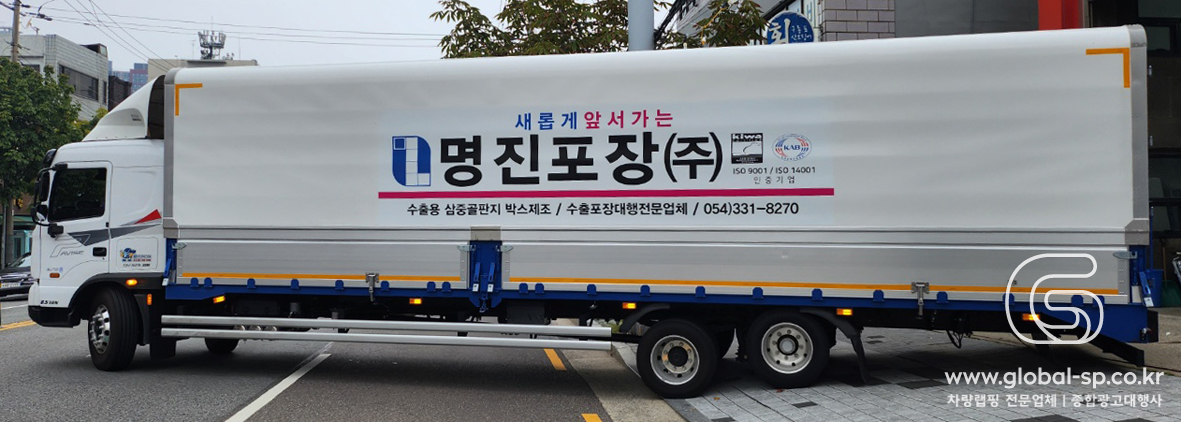 새롭게 앞서가는
명진포장(주)
kiwa
KAB
ISO 9001 / ISO 14001
인증기업
수출용 삼중골판지 박스제조 / 수출포장대행전문업체 / 054)331-8270
회
www.global-sp.co.kr
차량랩핑 전문업체 | 종합광고대행사